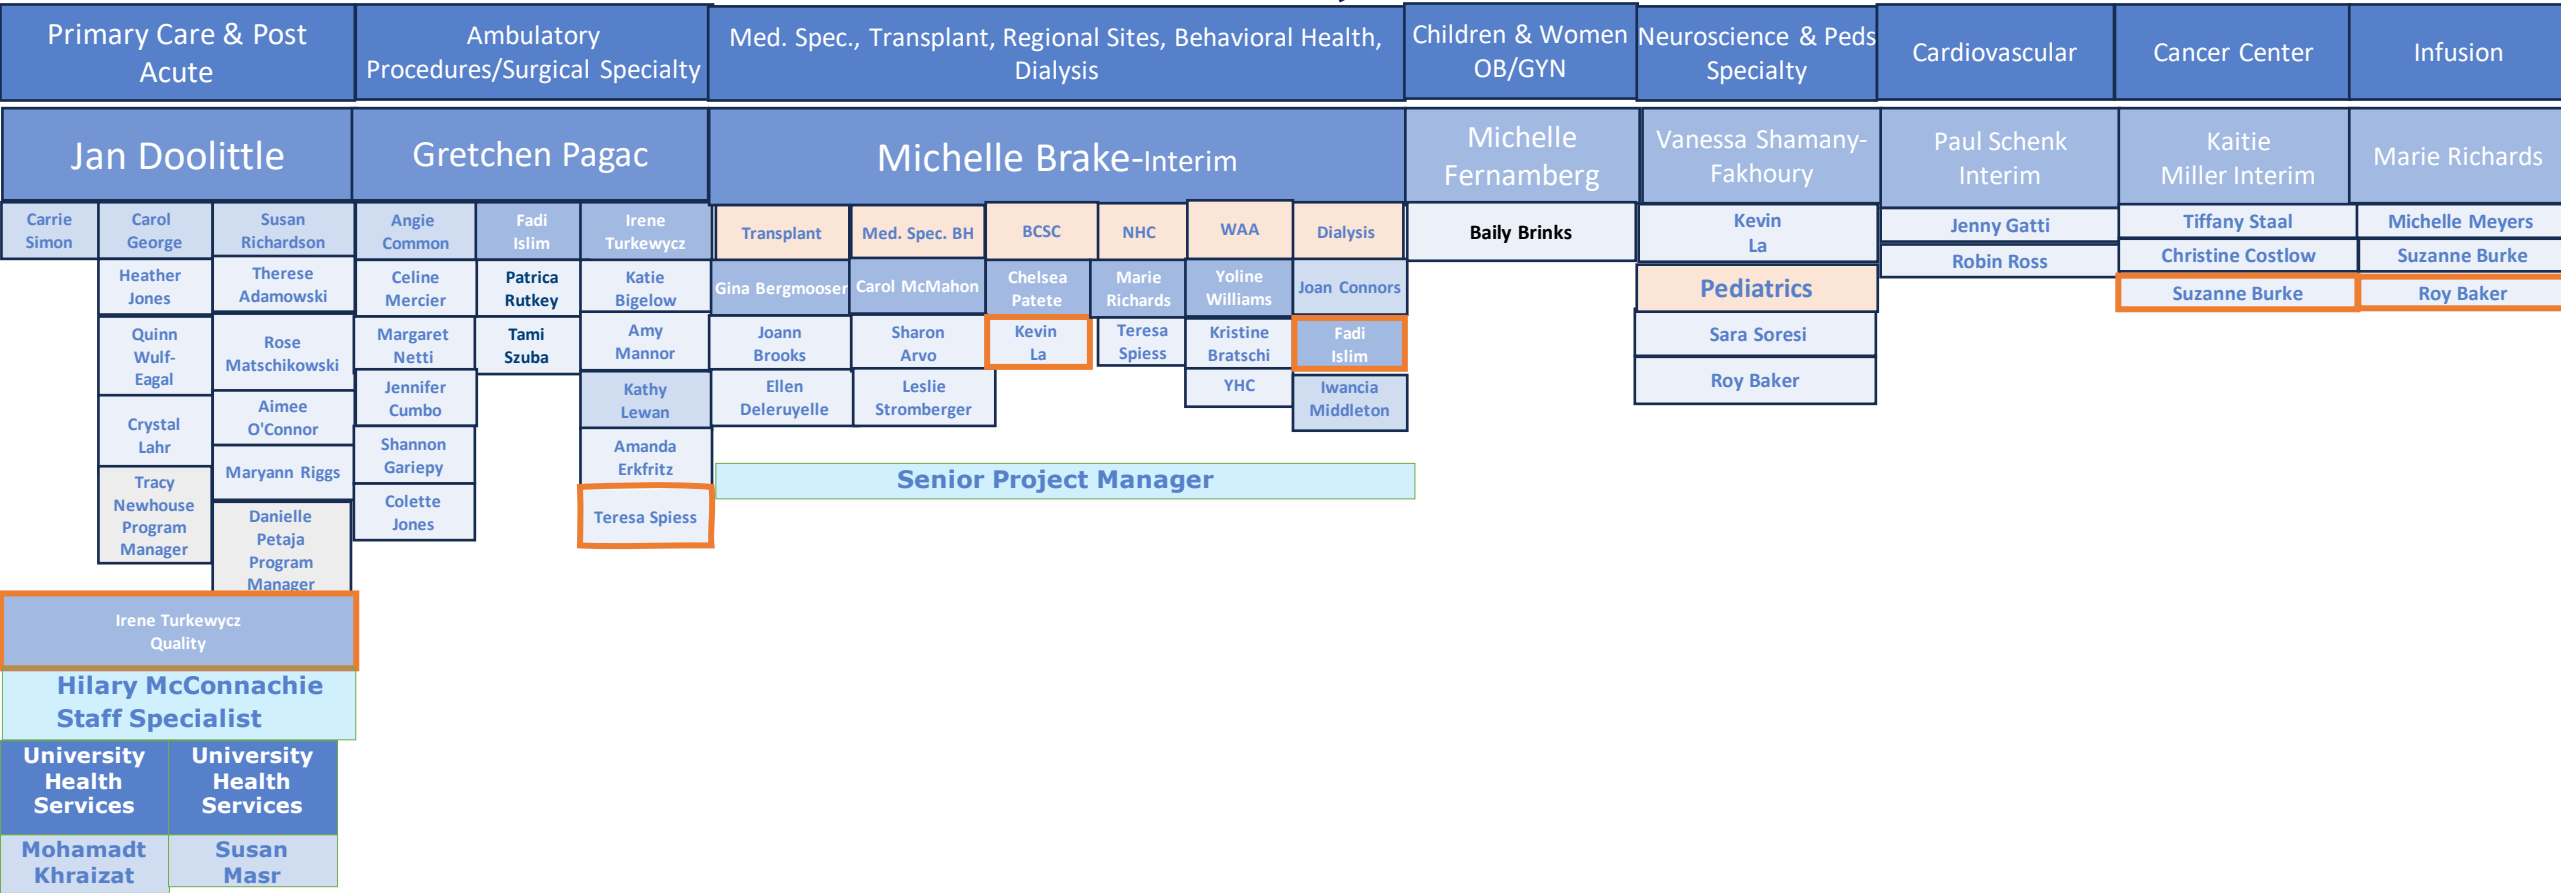 Primary Care & Post
Acute
Ambulatory
Procedures/Surgical Specialty
Med. Spec., Transplant, Regional Sites, Behavioral Health,
Dialysis
Children & Women
OB/GYN
Neuroscience & Peds
Specialty
Cardiovascular
Cancer Center
Infusion
Jan Doolittle
Gretchen Pagac
Michelle Brake-Interim
Michelle
Fernamberg
Vanessa Shamany-
Fakhoury
Paul Schenk
Interim
Kaitie
Miller Interim
Marie Richards
Carrie
Simon
Carol
George
Heather
Jones
Quinn
Wulf-
Eagal
Crystal
Lahr
Tracy
Newhouse
Program
Manager
Susan
Richardson
Therese
Adamowski
Rose
Matschikowski
Aimee
O'Connor
Maryann Riggs
Danielle
Petaja
Program
Manager
Irene Turkewycz
Quality
Hilary McConnachie
Staff Specialist
University
Health
Services
Mohamadt
Khraizat
University
Health
Services
Susan
Masr
Angie
Common
Celine
Mercier
Margaret
Netti
Jennifer
Cumbo
Shannon
Gariepy
Colette
Jones
Fadi
Islim
Patrica
Rutkey
Tami
Szuba
Irene
Turkewycz
Katie
Bigelow
Amy
Mannor
Kathy
Lewan
Amanda
Erkfritz
Teresa Spiess
Transplant
Gina Bergmooser
Joann
Brooks
Ellen
Deleruyelle
Med. Spec. BH
Carol McMahon
Sharon
Arvo
Leslie
Stromberger
BCSC
Chelsea
Patete
Kevin
La
NHC
Marie
Richards
Teresa
Spiess
WAA
Yoline
Williams
Kristine
Bratschi
YHC
Dialysis
Joan Connors
Fadi
Islim
Iwancia
Middleton
Senior Project Manager
Baily Brinks
Kevin
La
Pediatrics
Sara Soresi
Roy Baker
Jenny Gatti
Robin Ross
Tiffany Staal
Christine Costlow
Suzanne Burke
Michelle Meyers
Suzanne Burke
Roy Baker